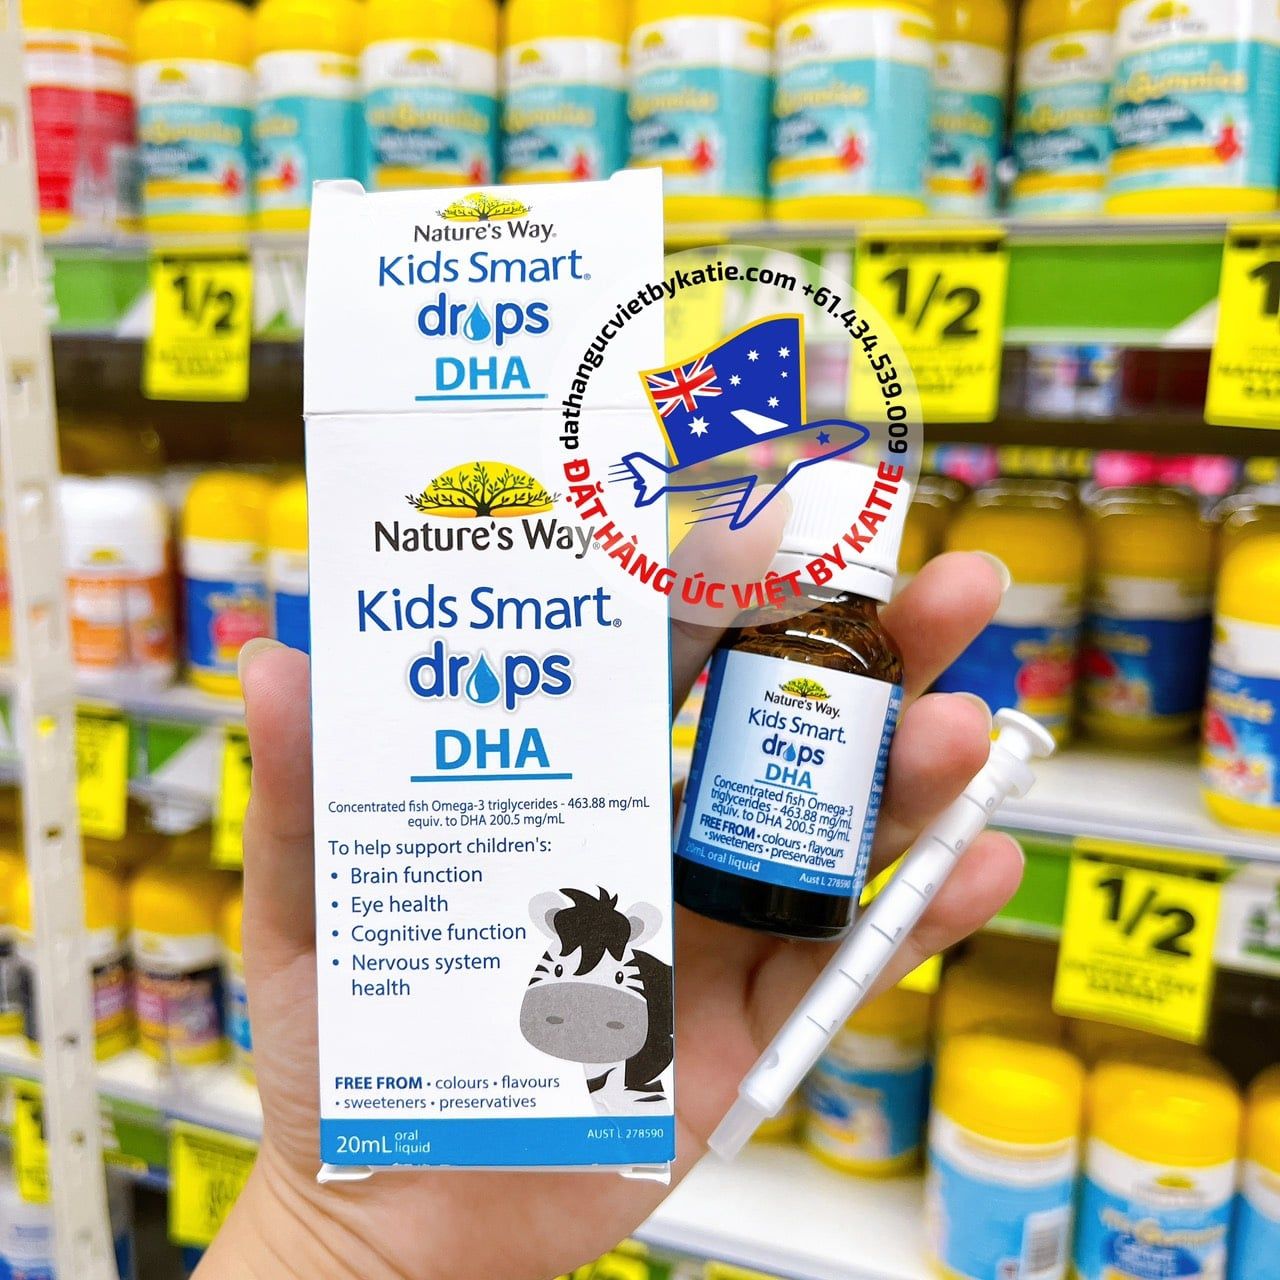 Nature's Way®
Kids Smart®
drops
DHA
Nature's Way®
Kids Smart®
drops
DHA
Concentrated fish Omega-3 triglycerides - 463.88 mg/mL
equiv. to DHA 200.5 mg/mL
To help support children's:
• Brain function
• Eye health
• Cognitive function
• Nervous system
health
FREE FROM • colours • flavours
• sweeteners • preservatives
20mL oral
liquid
AUST L 278590
dathangucvietbykatie.com +61.434.539.009
ĐẶT HÀNG ÚC VIỆT BY KATIE
Nature's Way.
Kids Smart.
drops
DHA
Concentrated fish Omega-3
triglycerides - 463.88 mg/mL
equiv. to DHA 200.5 mg/mL
FREE FROM • colours • flavours
• sweeteners • preservatives
20mL oral liquid
Aust L 278590
1/2
1/2
1/2